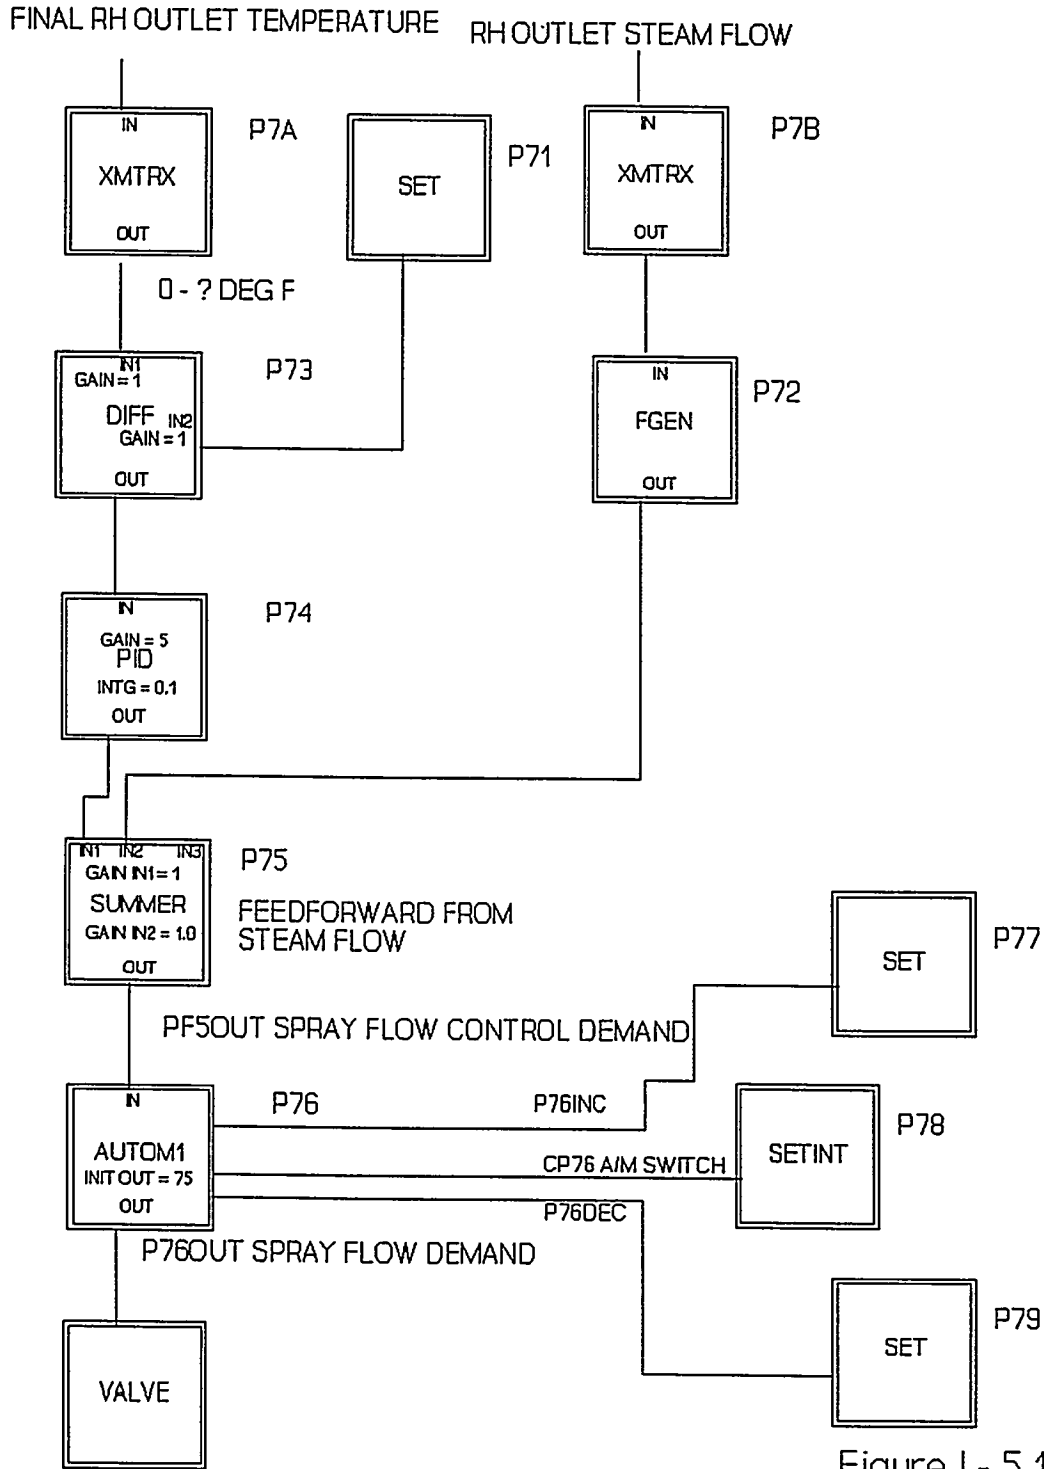 FINAL RH OUTLET TEMPERATURE
RH OUTLET STEAM FLOW
IN
XMTRX
OUT
P7A
SET
P71
IN
XMTRX
OUT
P7B
0 - ? DEG F
IN1
GAIN = 1
DIFF IN2
GAIN = 1
OUT
P73
IN
FGEN
OUT
P72
IN
GAIN = 5
PID
INTG = 0.1
OUT
P74
IN1 IN2 IN3
GAIN IN1 = 1
SUMMER
GAIN IN2 = 1.0
OUT
P75
FEEDFORWARD FROM
STEAM FLOW
SET
P77
PF5OUT SPRAY FLOW CONTROL DEMAND
IN
AUTOM1
INIT OUT = 75
OUT
P76
P76INC
CP76 A/M SWITCH
P76DEC
SETINT
P78
P76OUT SPRAY FLOW DEMAND
SET
P79
VALVE
Figure I - 5.1